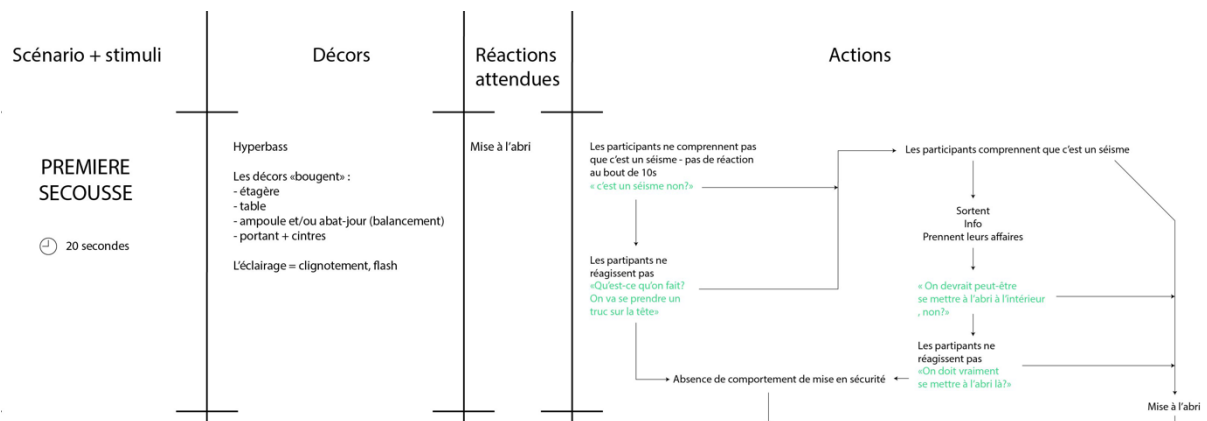 Scénario + stimuli
Décors
Réactions
attendues
Actions
PREMIERE
SECOUSSE
20 secondes
Hyperbass
Les décors «bougent» :
- étagère
- table
- ampoule et/ou abat-jour (balancement)
- portant + cintres
L'éclairage = clignotement, flash
Mise à l'abri
Les participants ne comprennent pas
que c'est un séisme - pas de réaction
au bout de 10s
« c'est un séisme non?»
Les partipants ne
réagissent pas
«Qu'est-ce qu'on fait?
On va se prendre un
truc sur la tête»
Absence de comportement de mise en sécurité
Les participants comprennent que c'est un séisme
Sortent
Info
Prennent leurs affaires
« On devrait peut-être
se mettre à l'abri à l'intérieur
, non?»
Les partipants ne
réagissent pas
«On doit vraiment
se mettre à l'abri là?»
Mise à l'abri